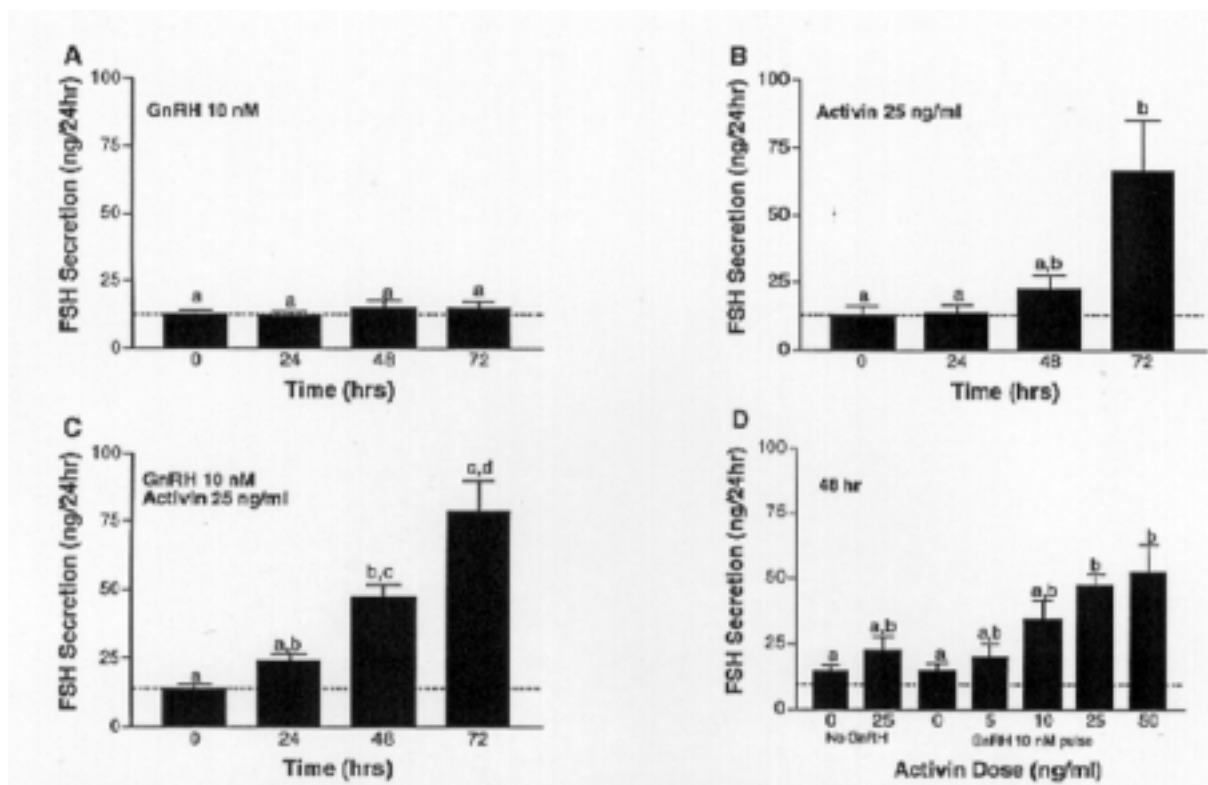 A
FSH Secretion (ng/24hr)
100
75
50
25
0
GnRH 10 nM
a a a a
0 24 48 72
Time (hrs)
B
FSH Secretion (ng/24hr)
100
75
50
25
0
Activin 25 ng/ml
a a a,b b
0 24 48 72
Time (hrs)
C
FSH Secretion (ng/24hr)
100
75
50
25
0
GnRH 10 nM
Activin 25 ng/ml
a a,b b,c c,d
0 24 48 72
Time (hrs)
D
FSH Secretion (ng/24hr)
100
75
50
25
0
48 hr
a a,b a a,b a,b b b
0 25 0 5 10 25 50
No GnRH GnRH 10 nM pulse
Activin Dose (ng/ml)